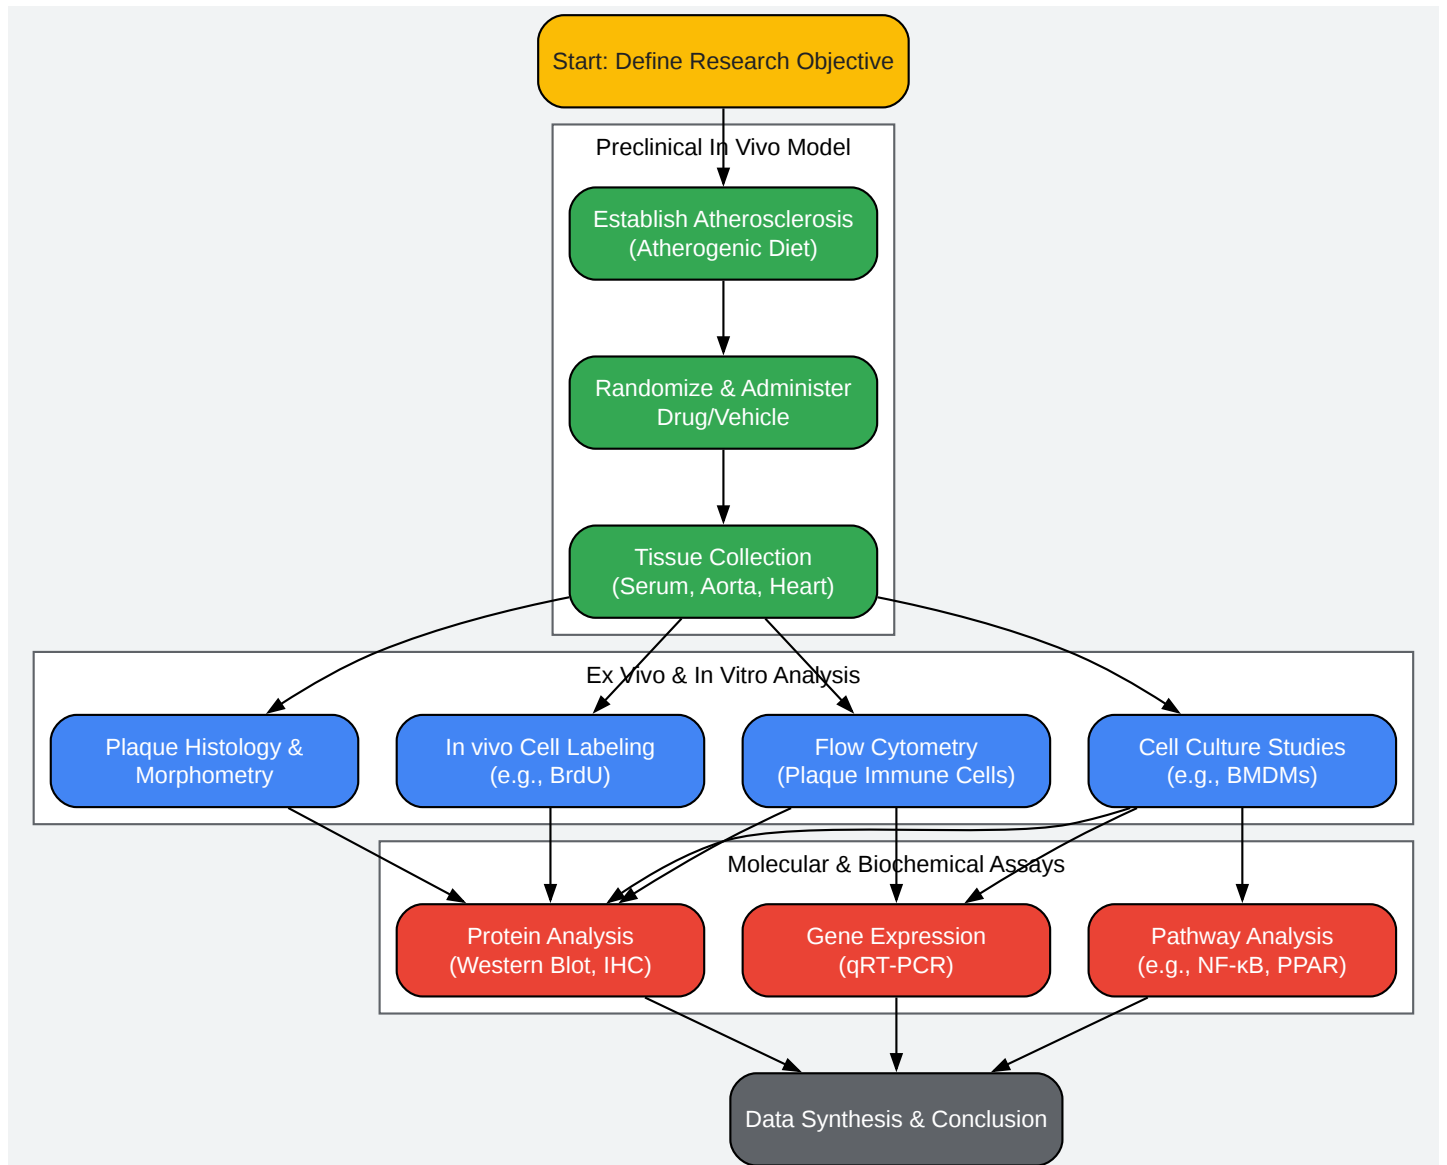 Start: Define Research Objective
Preclinical In Vivo Model
Establish Atherosclerosis
(Atherogenic Diet)
Randomize & Administer
Drug/Vehicle
Tissue Collection
(Serum, Aorta, Heart)
Ex Vivo & In Vitro Analysis
Plaque Histology &
Morphometry
In vivo Cell Labeling
(e.g., BrdU)
Flow Cytometry
(Plaque Immune Cells)
Cell Culture Studies
(e.g., BMDMs)
Molecular & Biochemical Assays
Protein Analysis
(Western Blot, IHC)
Gene Expression
(qRT-PCR)
Pathway Analysis
(e.g., NF-κB, PPAR)
Data Synthesis & Conclusion